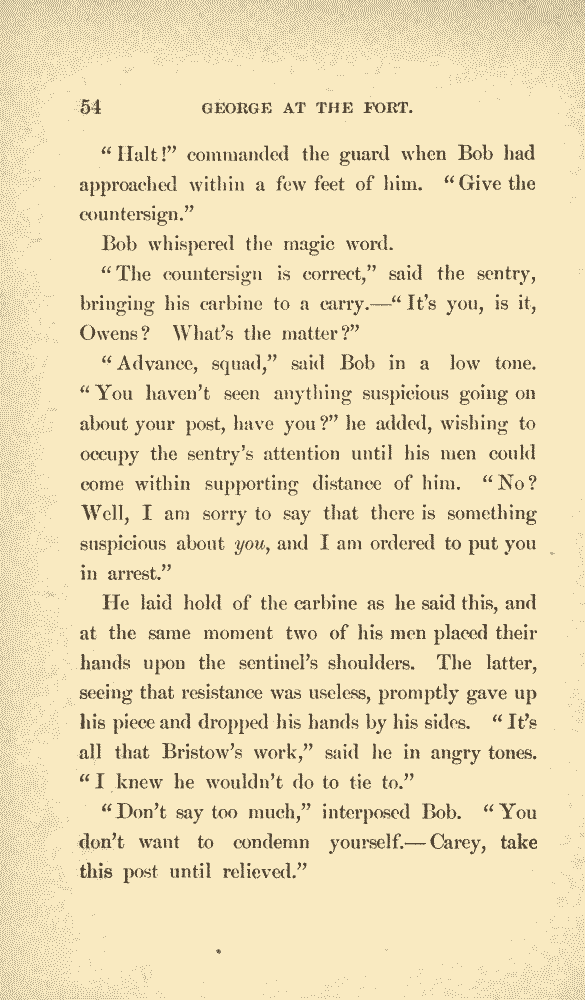 54 GEORGE AT THE FORT.
“Halt!” commanded the guard when Bob had
approached within a few feet of him. “Give the
countersign.”
Bob whispered the magic word.
“The countersign is correct,” said the sentry,
bringing his carbine to a carry.—“It’s you, is it,
Owens? What’s the matter?”
“Advance, squad,” said Bob in a low tone.
“You haven’t seen anything suspicious going on
about your post, have you?” he added, wishing to
occupy the sentry’s attention until his men could
come within supporting distance of him. “No?
Well, I am sorry to say that there is something
suspicious about you, and I am ordered to put you
in arrest.”
He laid hold of the carbine as he said this, and
at the same moment two of his men placed their
hands upon the sentinel’s shoulders. The latter,
seeing that resistance was useless, promptly gave up
his piece and dropped his hands by his sides. “It’s
all that Bristow’s work,” said he in angry tones.
“I knew he wouldn’t do to tie to.”
“Don’t say too much,” interposed Bob. “You
don’t want to condemn yourself.—Carey, take
this post until relieved.”